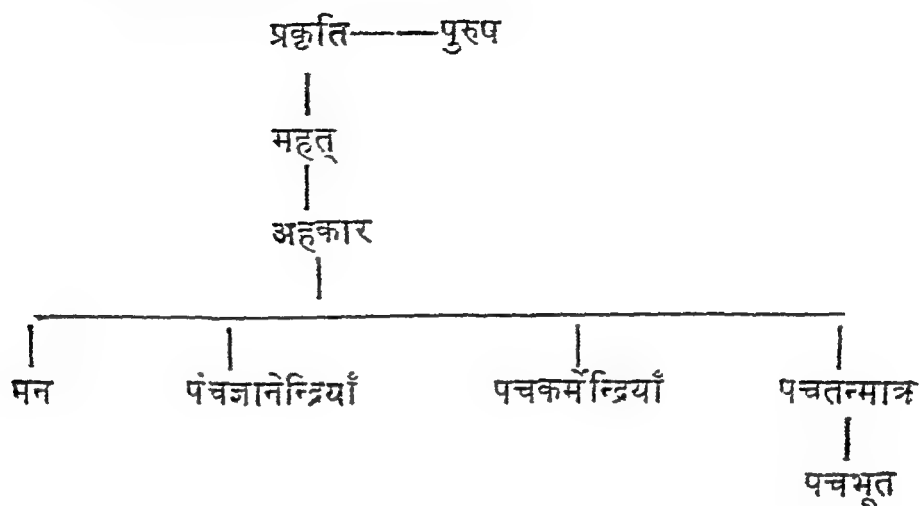 प्रकृति——पुरुष
महत्
अहकार
मन पंचज्ञानेन्द्रियाँ पचकर्मेन्द्रियाँ पचतन्मात्र
पचभूत